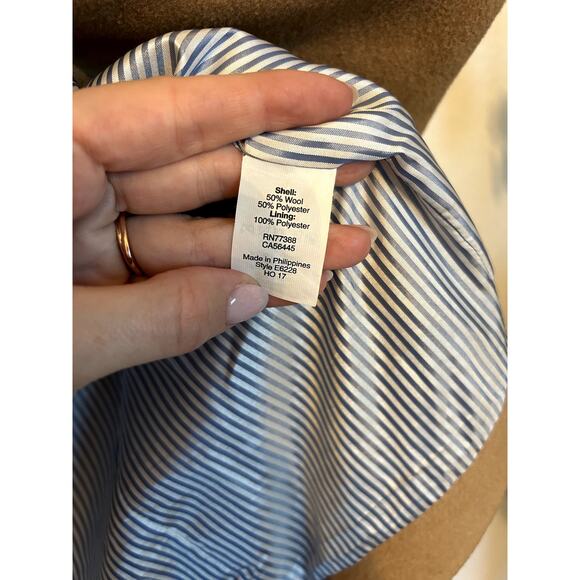 Shell:
50% Wool
50% Polyester
Lining:
100% Polyester
RN77388
CA56445
Made in Philippines
Style E6228
HO 17